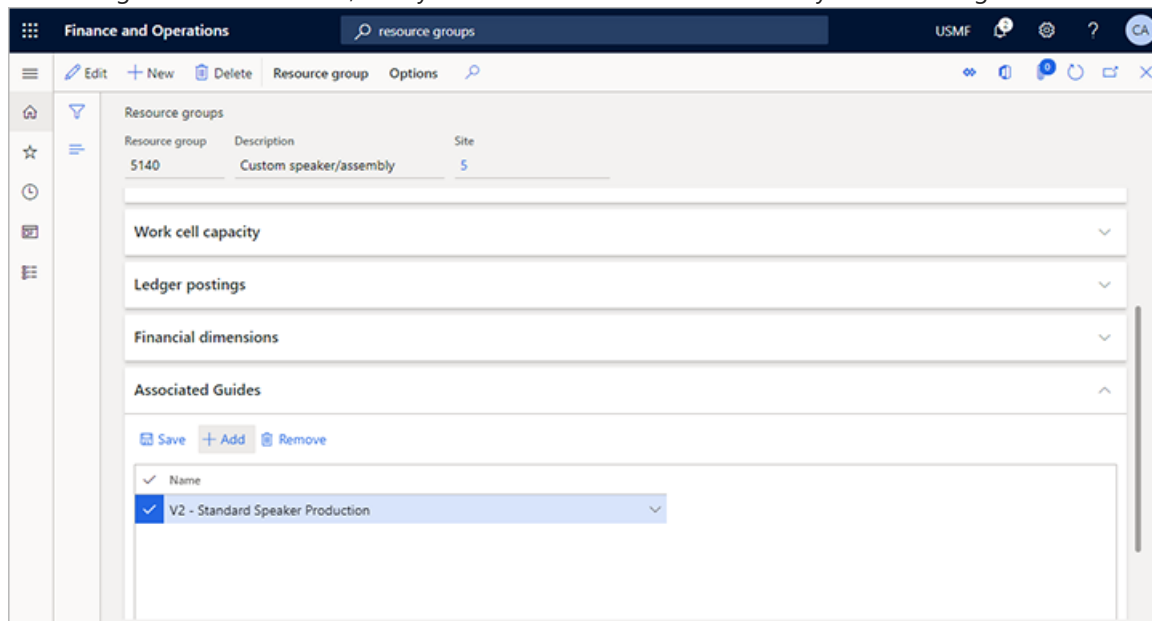 Finance and Operations resource groups USMF 2 ? CA
Edit New Delete Resource group Options 0
Resource groups
Resource group Description Site
5140 Custom speaker/assembly 5
Work cell capacity
Ledger postings
Financial dimensions
Associated Guides
Save Add Remove
Name
V2 - Standard Speaker Production